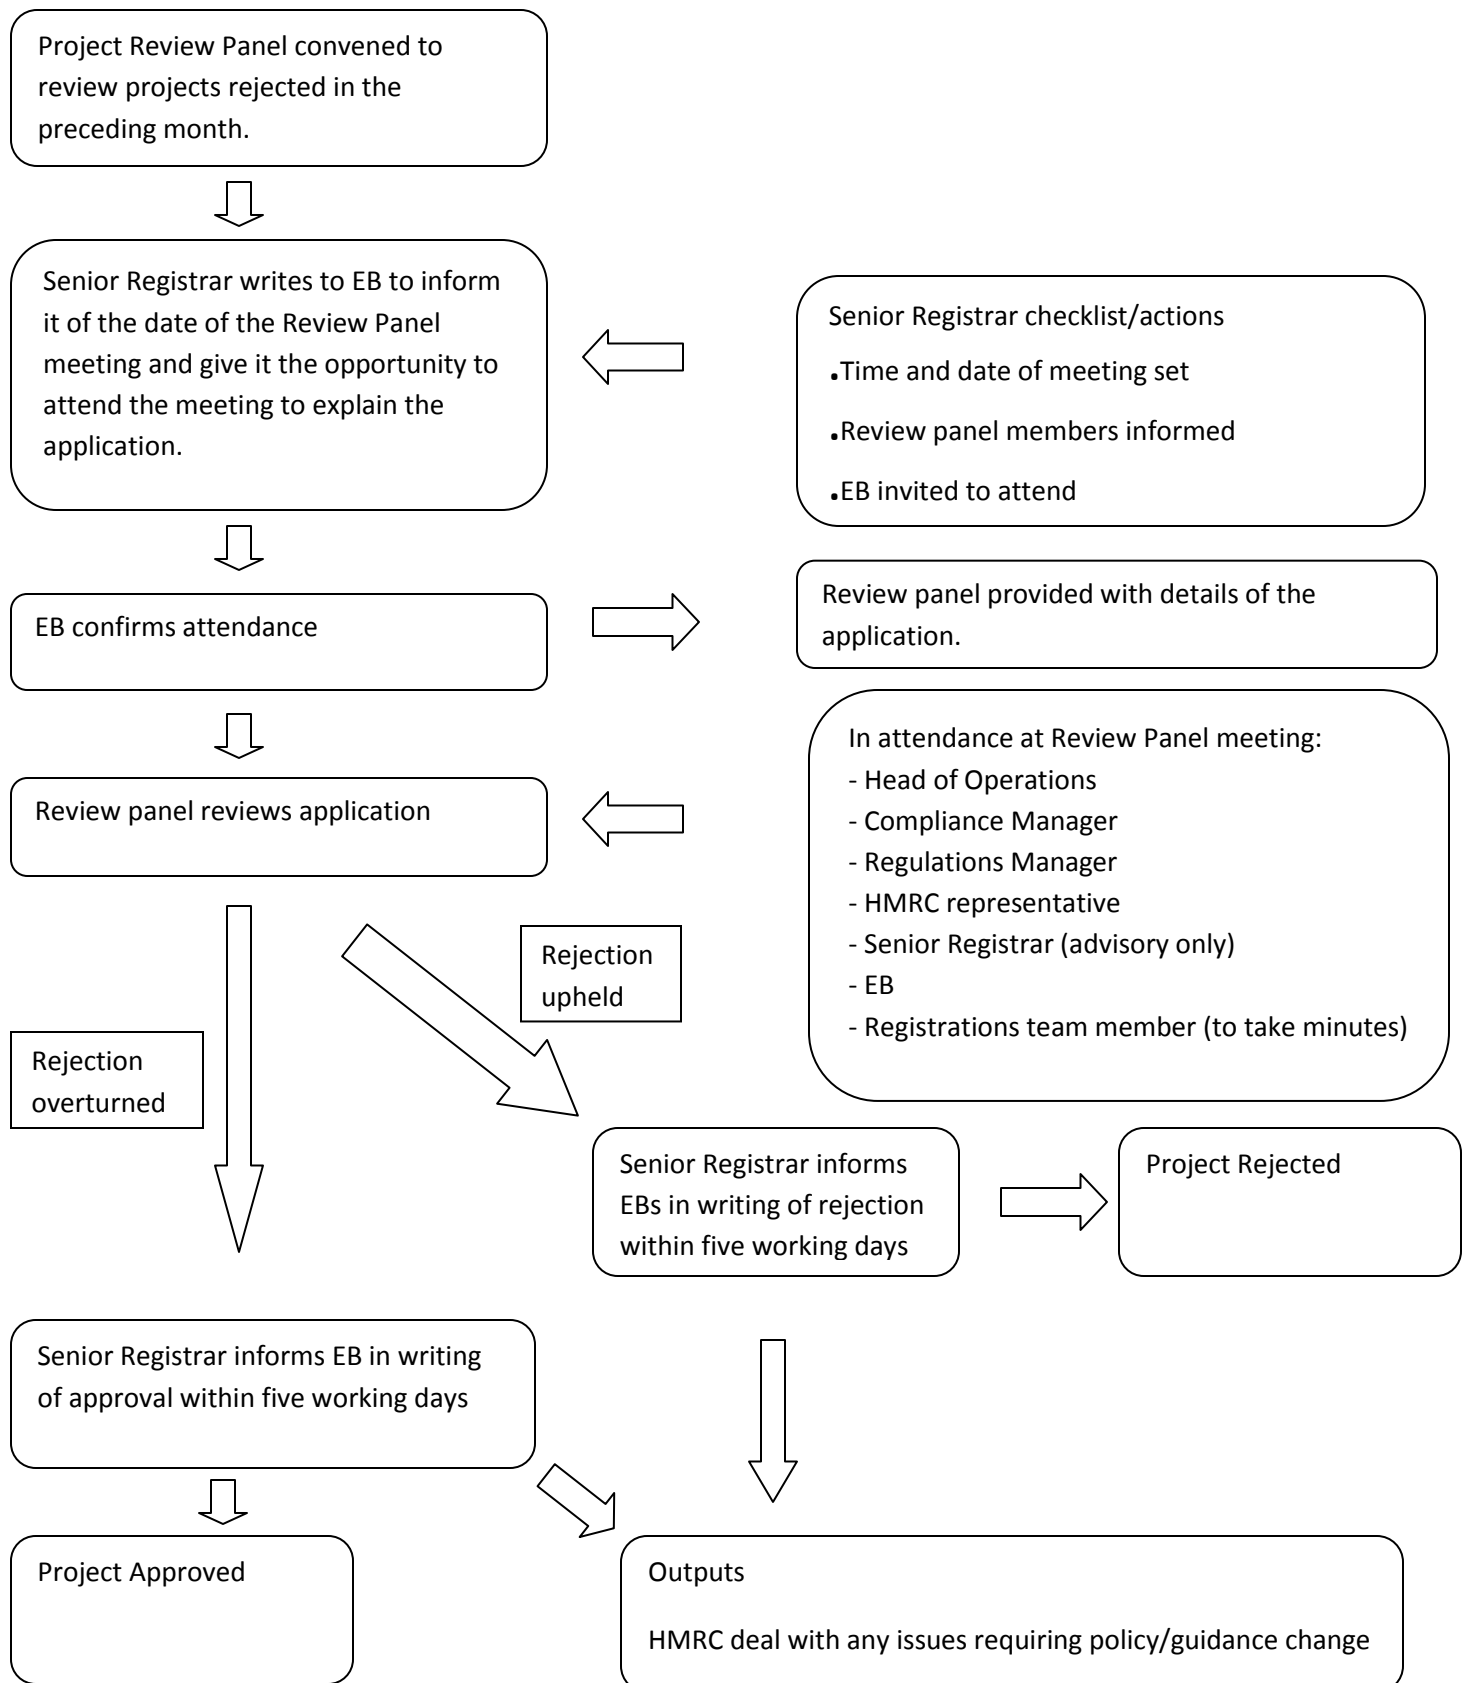 Project Review Panel convened to
review projects rejected in the
preceding month.
Senior Registrar writes to EB to inform
it of the date of the Review Panel
meeting and give it the opportunity to
attend the meeting to explain the
application.
Senior Registrar checklist/actions
.Time and date of meeting set
.Review panel members informed
.EB invited to attend
EB confirms attendance
Review panel provided with details of the
application.
Review panel reviews application
In attendance at Review Panel meeting:
- Head of Operations
- Compliance Manager
- Regulations Manager
- HMRC representative
- Senior Registrar (advisory only)
- EB
- Registrations team member (to take minutes)
Rejection
upheld
Rejection
overturned
Senior Registrar informs
EBs in writing of rejection
within five working days
Project Rejected
Senior Registrar informs EB in writing
of approval within five working days
Project Approved
Outputs
HMRC deal with any issues requiring policy/guidance change